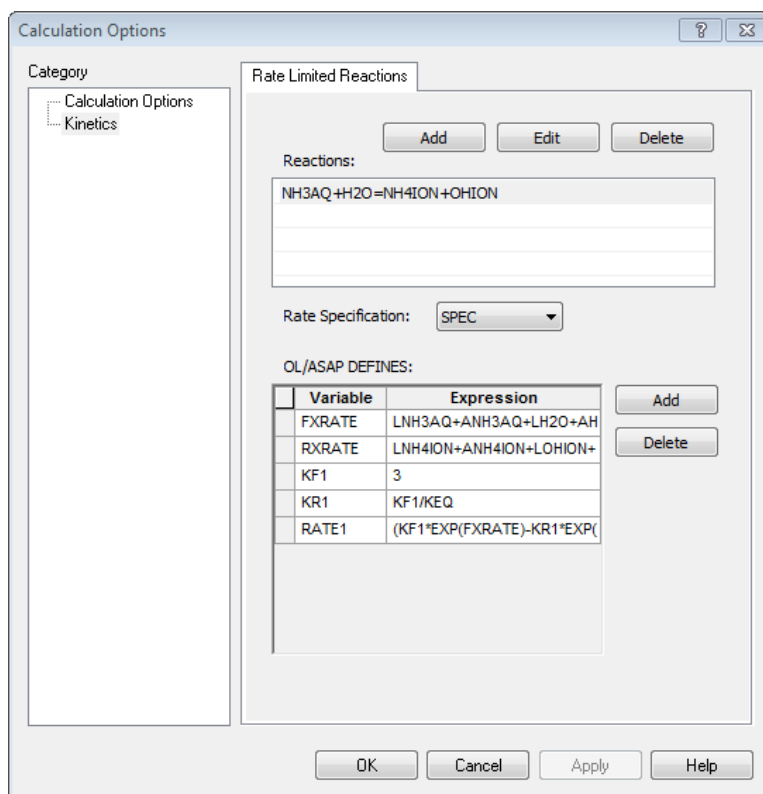 Calculation Options
Category
Calculation Options
Kinetics
Rate Limited Reactions
Add Edit Delete
Reactions:
NH3AQ+H2O=NH4ION+OHION
Rate Specification: SPEC
OL/ASAP DEFINES:
Variable Expression
FXRATE LNH3AQ+ANH3AQ+LH2O+AH
RXRATE LNH4ION+ANH4ION+LOHION+
KF1 3
KR1 KF1/KEQ
RATE1 (KF1*EXP(FXRATE)-KR1*EXP(
Add
Delete
OK Cancel Apply Help